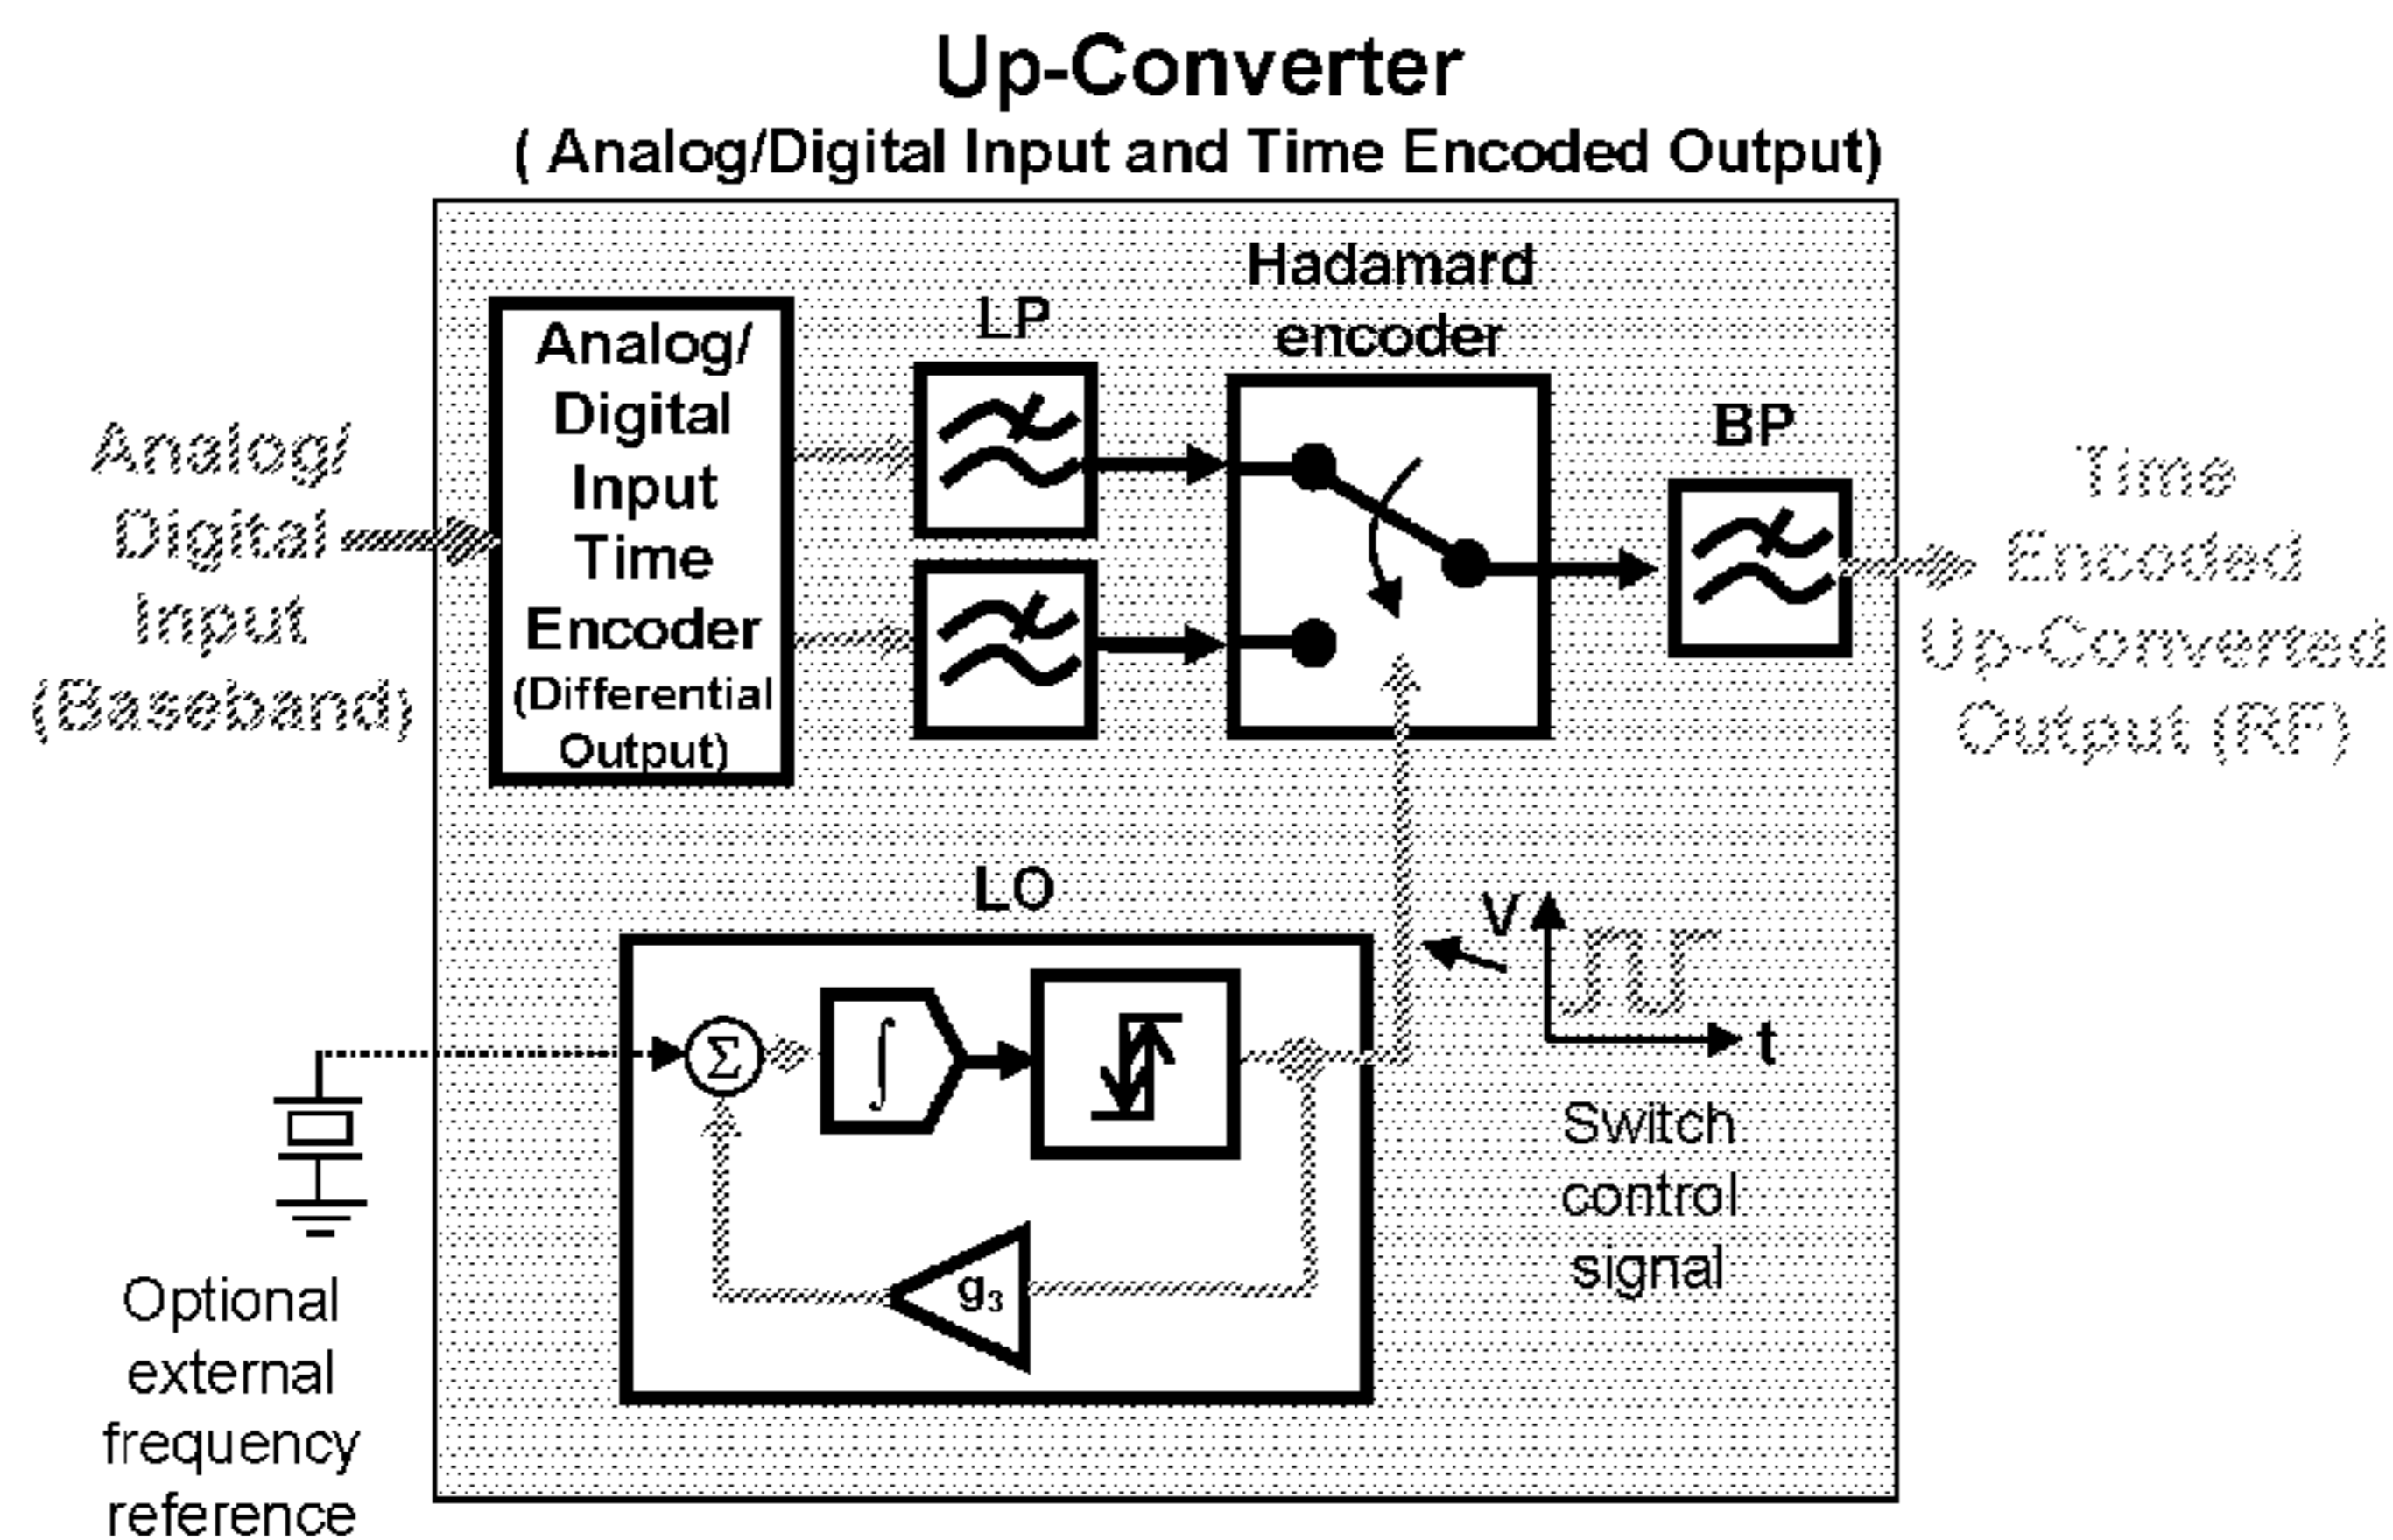 Up-Converter
( Analog/Digital Input and Time Encoded Output)
Hadamard
encoder
LP
BP
Analog/
Digital
Input
Time
Encoder
(Differential
Output)
Analog/
Digital
Input
(Baseband)
Time
Encoded
Up-Converted
Output (RF)
LO
V
t
Σ
∫
g₃
Switch
control
signal
Optional
external
frequency
reference